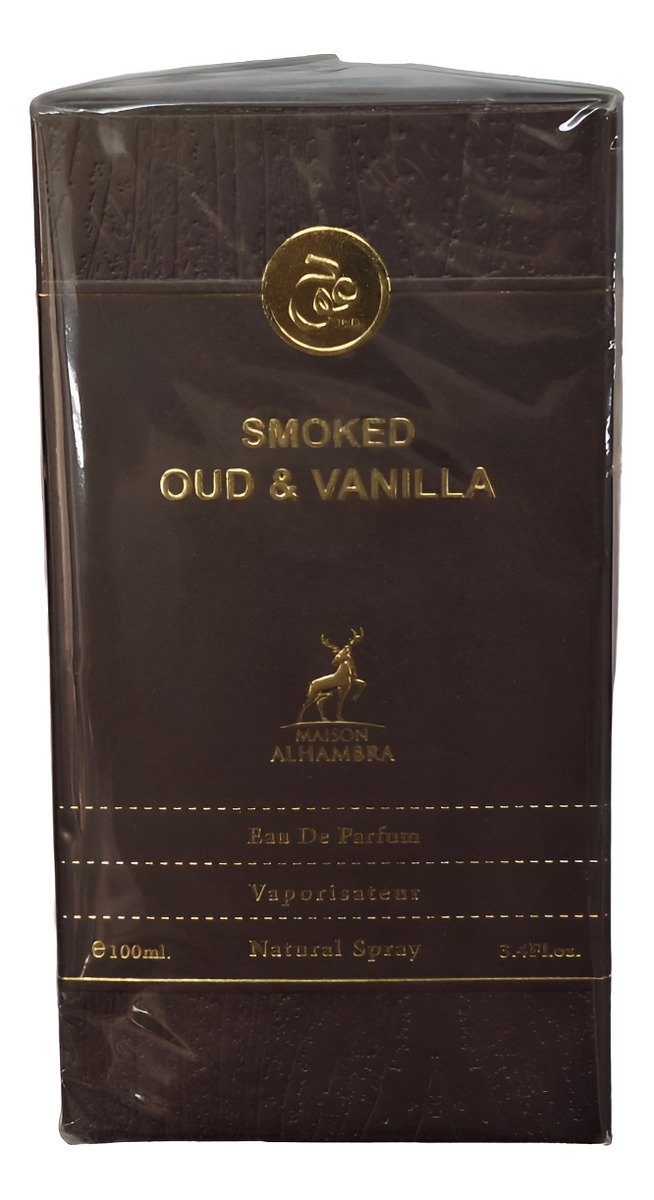 SMOKED
OUD & VANILLA
MAISON
ALHAMBRA
Eau De Parfum
Vaporisateur
℮100ml. Natural Spray 3.4Fl.oz.